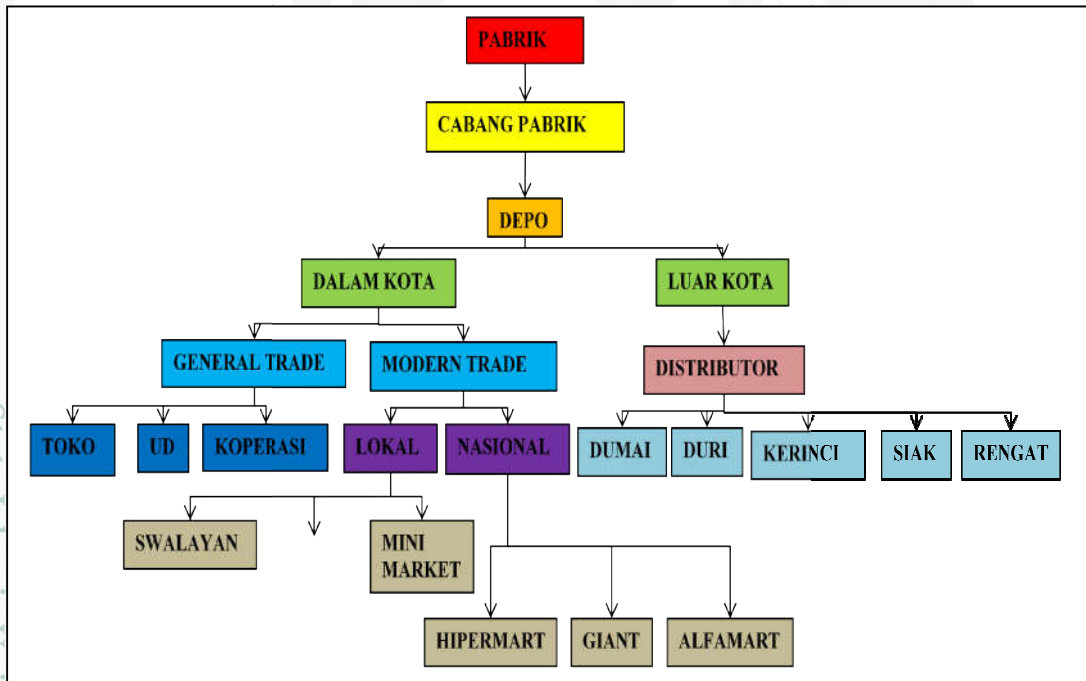 PABRIK
CABANG PABRIK
DEPO
DALAM KOTA
LUAR KOTA
GENERAL TRADE
MODERN TRADE
DISTRIBUTOR
TOKO
UD
KOPERASI
LOKAL
NASIONAL
DUMAI
DURI
KERINCI
SIAK
RENGAT
SWALAYAN
MINI
MARKET
HIPERMART
GIANT
ALFAMART